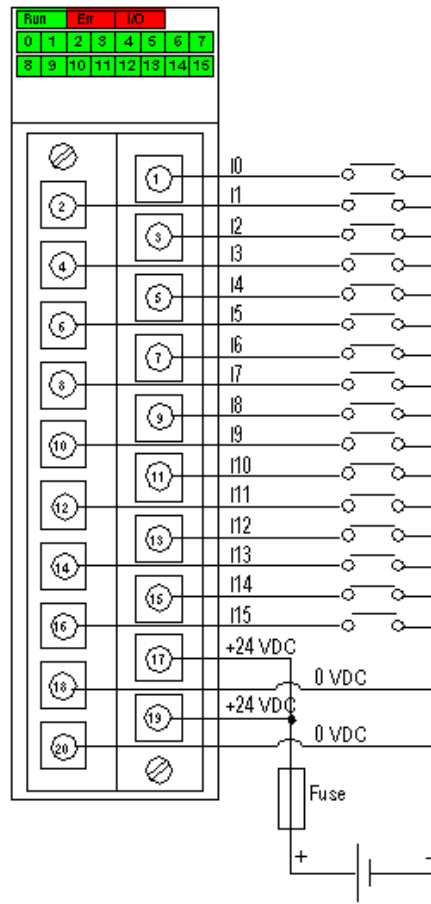 Run Err I/O
0 1 2 3 4 5 6 7
8 9 10 11 12 13 14 15
1 I0
2 I1
3 I2
4 I3
5 I4
6 I5
7 I6
8 I7
9 I8
10 I9
11 I10
12 I11
13 I12
14 I13
15 I14
16 I15
17 +24 VDC
18 0 VDC
19 +24 VDC
20 0 VDC
Fuse
+ -